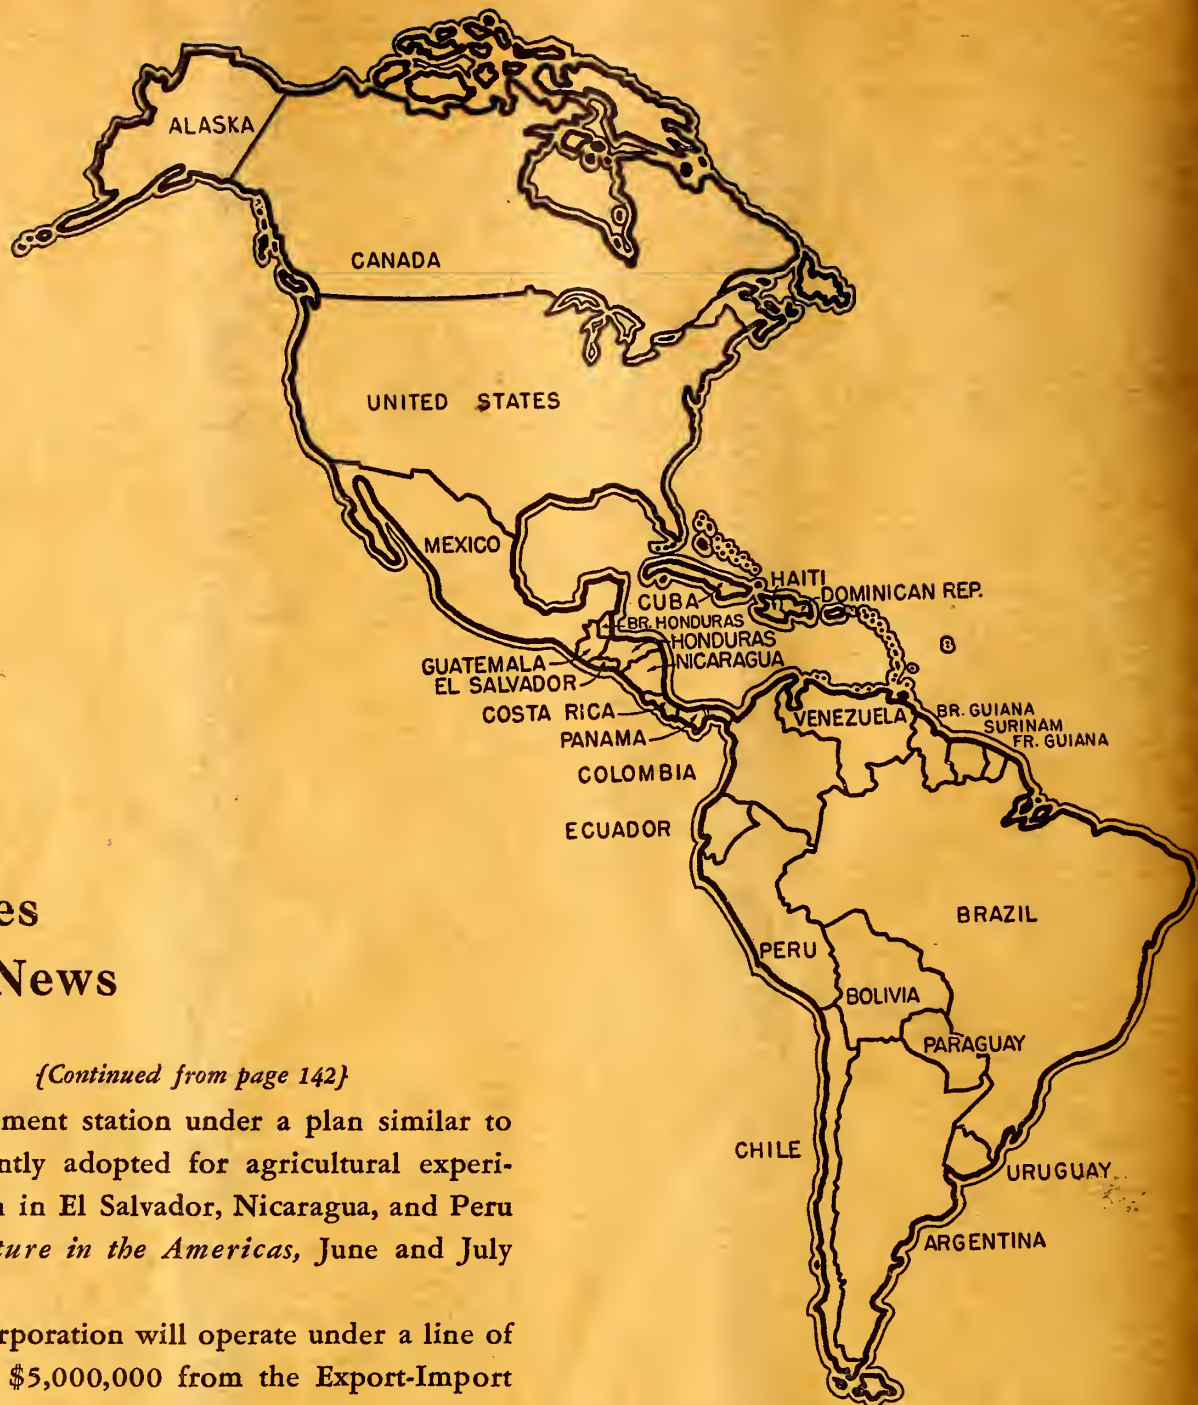 ALASKA
CANADA
UNITED STATES
MEXICO
HAITI
DOMINICAN REP.
CUBA
BR. HONDURAS
HONDURAS
NICARAGUA
GUATEMALA
EL SALVADOR
COSTA RICA
PANAMA
VENEZUELA
BR. GUIANA
SURINAM
FR. GUIANA
COLOMBIA
ECUADOR
BRAZIL
PERU
BOLIVIA
PARAGUAY
CHILE
URUGUAY
ARGENTINA
es
News
{Continued from page 142}
ment station under a plan similar to
ntly adopted for agricultural experi-
n in El Salvador, Nicaragua, and Peru
ture in the Americas, June and July
rporation will operate under a line of
$5,000,000 from the Export-Import